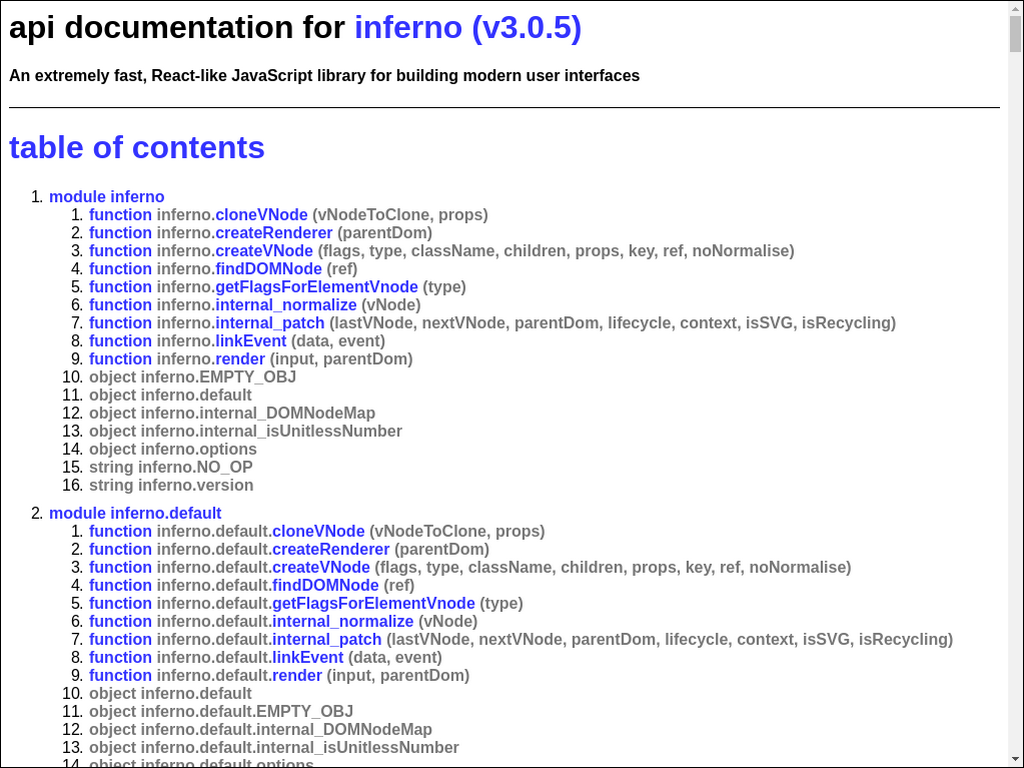 api documentation for inferno (v3.0.5)
An extremely fast, React-like JavaScript library for building modern user interfaces
table of contents
1. module inferno
1. function inferno.cloneVNode (vNodeToClone, props)
2. function inferno.createRenderer (parentDom)
3. function inferno.createVNode (flags, type, className, children, props, key, ref, noNormalise)
4. function inferno.findDOMNode (ref)
5. function inferno.getFlagsForElementVnode (type)
6. function inferno.internal_normalize (vNode)
7. function inferno.internal_patch (lastVNode, nextVNode, parentDom, lifecycle, context, isSVG, isRecycling)
8. function inferno.linkEvent (data, event)
9. function inferno.render (input, parentDom)
10. object inferno.EMPTY_OBJ
11. object inferno.default
12. object inferno.internal_DOMNodeMap
13. object inferno.internal_isUnitlessNumber
14. object inferno.options
15. string inferno.NO_OP
16. string inferno.version
2. module inferno.default
1. function inferno.default.cloneVNode (vNodeToClone, props)
2. function inferno.default.createRenderer (parentDom)
3. function inferno.default.createVNode (flags, type, className, children, props, key, ref, noNormalise)
4. function inferno.default.findDOMNode (ref)
5. function inferno.default.getFlagsForElementVnode (type)
6. function inferno.default.internal_normalize (vNode)
7. function inferno.default.internal_patch (lastVNode, nextVNode, parentDom, lifecycle, context, isSVG, isRecycling)
8. function inferno.default.linkEvent (data, event)
9. function inferno.default.render (input, parentDom)
10. object inferno.default
11. object inferno.default.EMPTY_OBJ
12. object inferno.default.internal_DOMNodeMap
13. object inferno.default.internal_isUnitlessNumber
14. object inferno.default.options